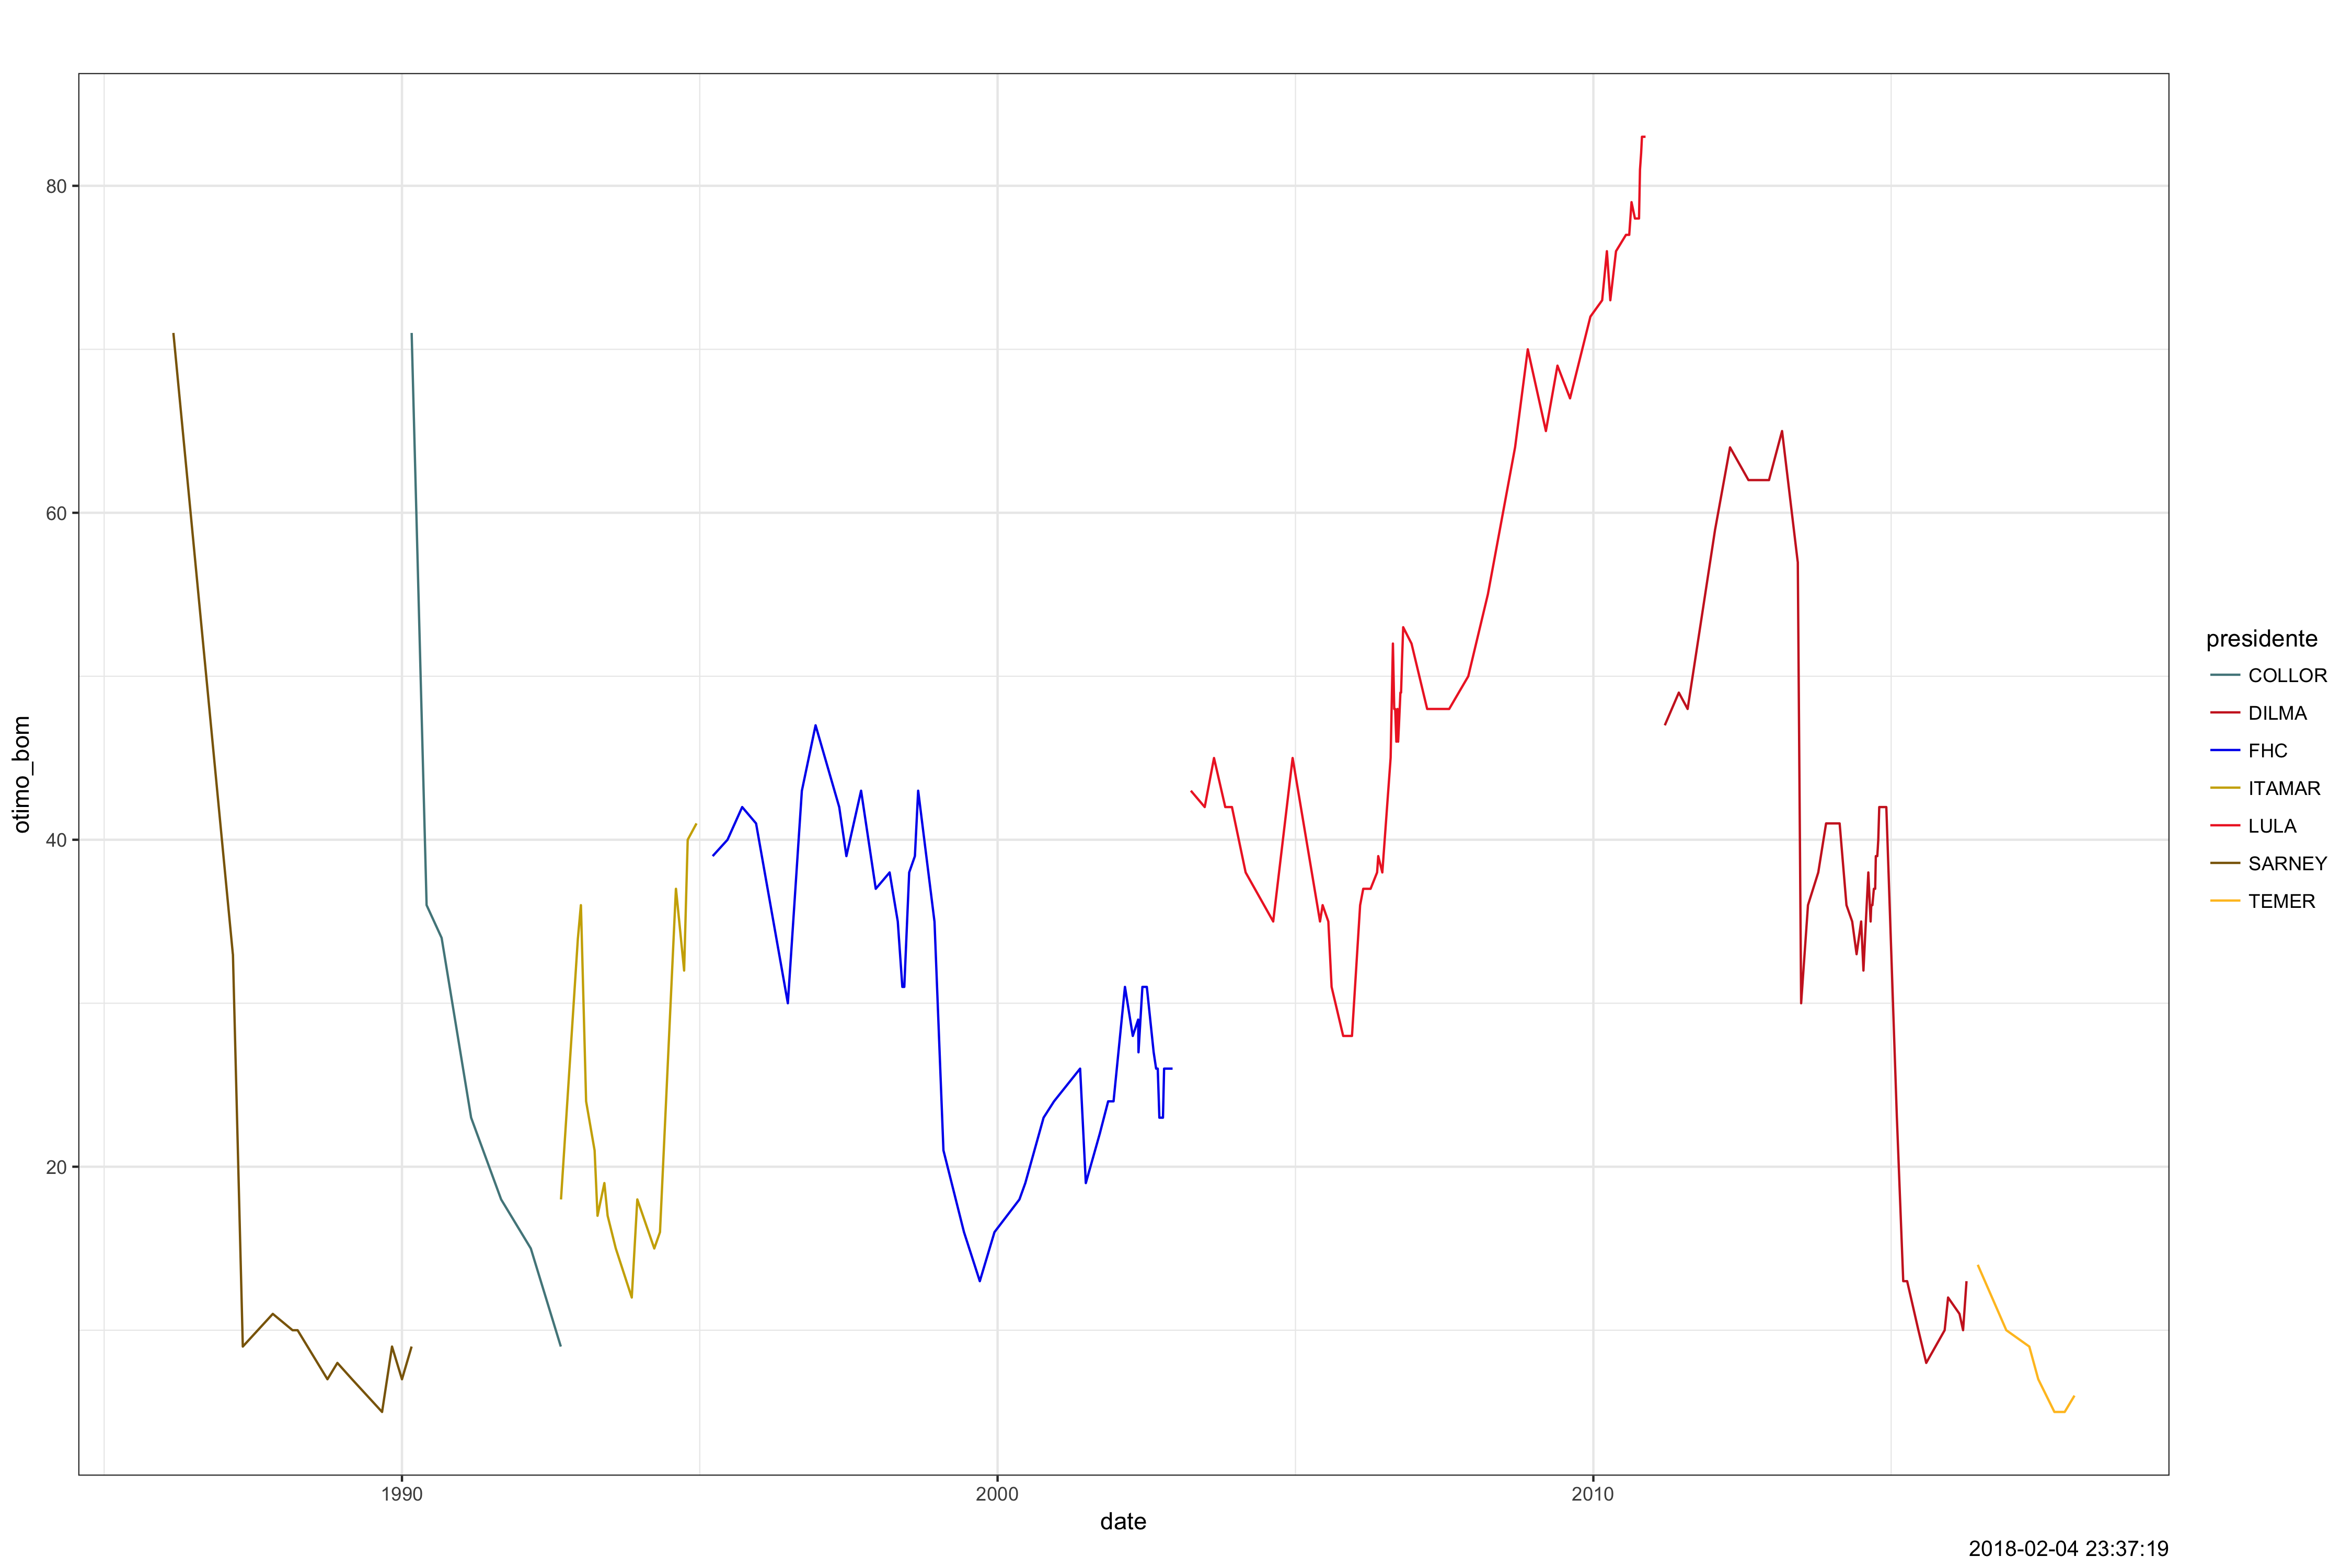 80
60
40
20
otimo_bom
1990
2000
2010
date
presidente
COLLOR
DILMA
FHC
ITAMAR
LULA
SARNEY
TEMER
2018-02-04 23:37:19